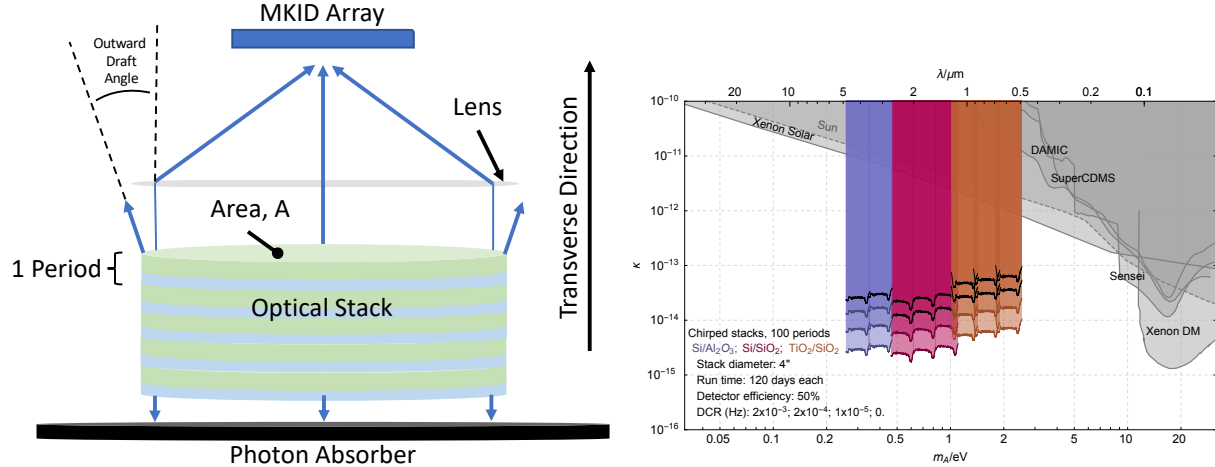 MKID Array
Outward
Draft
Angle
Lens
Area, A
1 Period
Optical Stack
Photon Absorber
Transverse Direction
λ/μm
20 10 5 2 1 0.5 0.2 0.1
10⁻¹⁰
10⁻¹¹
10⁻¹²
10⁻¹³
10⁻¹⁴
10⁻¹⁵
10⁻¹⁶
κ
Xenon Solar
Sun
DAMIC
SuperCDMS
Sensei
Xenon DM
Chirped stacks, 100 periods
Si/Al₂O₃; Si/SiO₂; TiO₂/SiO₂
Stack diameter: 4"
Run time: 120 days each
Detector efficiency: 50%
DCR (Hz): 2x10⁻³; 2x10⁻⁴; 1x10⁻⁵; 0.
0.05 0.1 0.2 0.5 1 2 5 10 20
m_A/eV